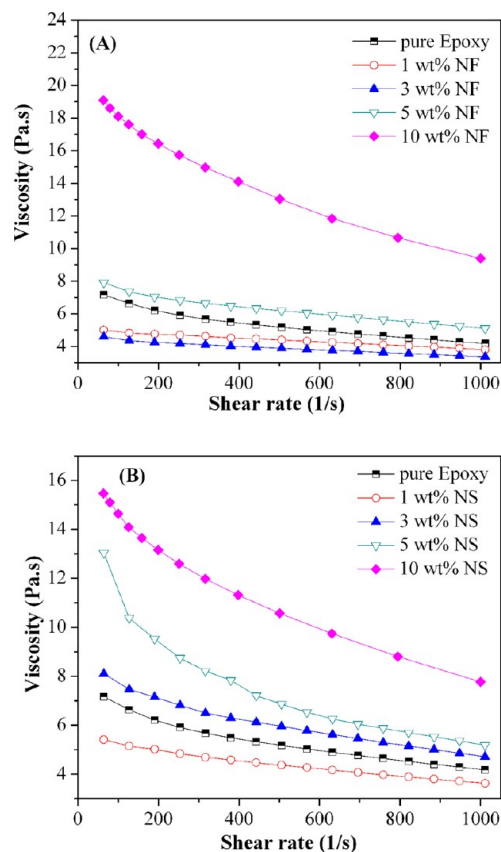 (A)
pure Epoxy
1 wt% NF
3 wt% NF
5 wt% NF
10 wt% NF
24
22
20
18
16
14
12
10
8
6
4
Viscosity (Pa.s)
0 200 400 600 800 1000
Shear rate (1/s)
(B)
pure Epoxy
1 wt% NS
3 wt% NS
5 wt% NS
10 wt% NS
16
14
12
10
8
6
4
Viscosity (Pa.s)
0 200 400 600 800 1000
Shear rate (1/s)